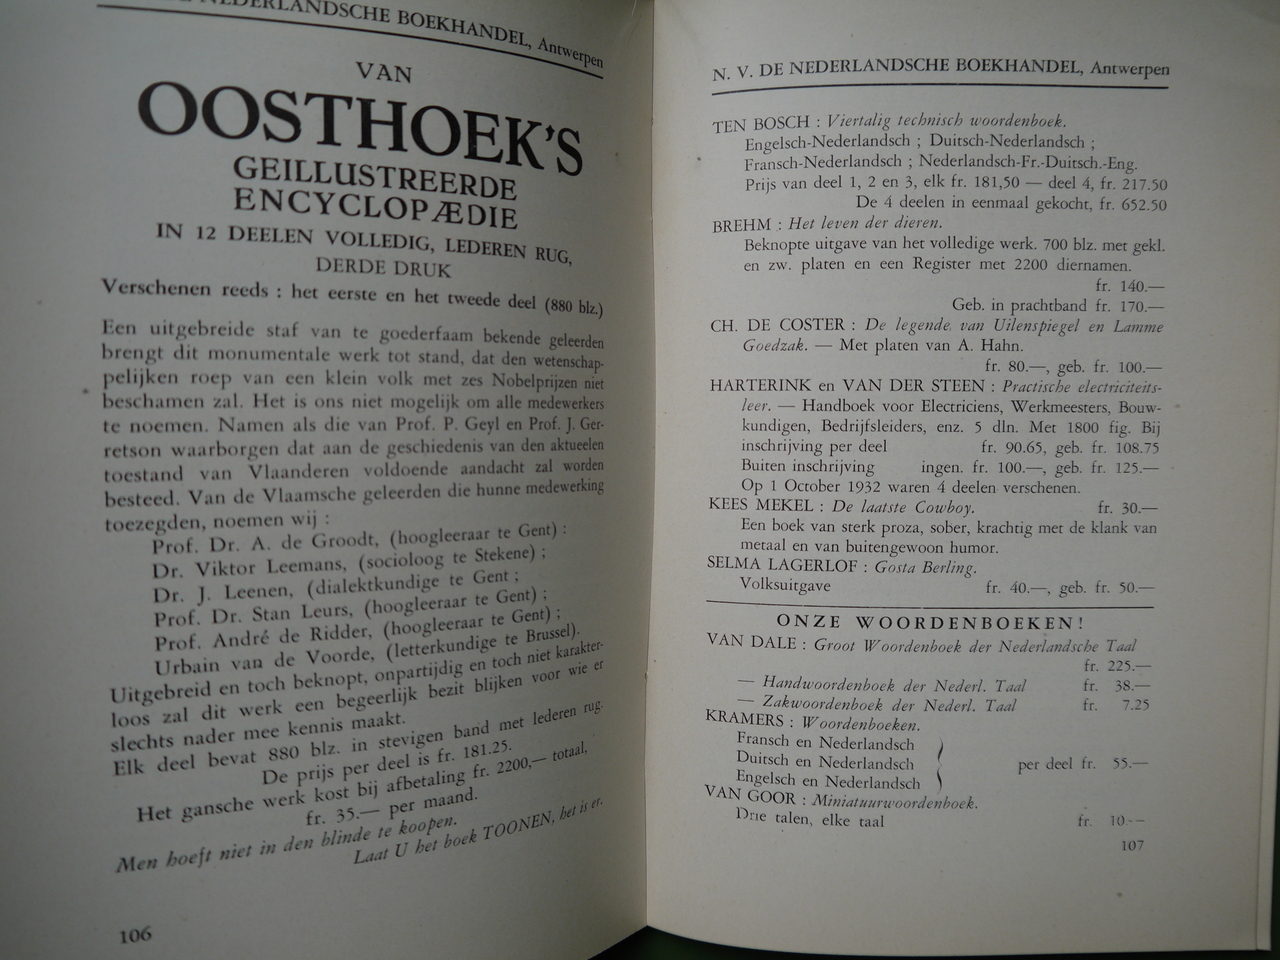 NEDERLANDSCHE BOEKHANDEL, Antwerpen
VAN
OOSTHOEK'S
GEILLUSTREERDE
ENCYCLOPÆDIE
IN 12 DEELEN VOLLEDIG, LEDEREN RUG,
DERDE DRUK
Verschenen reeds : het eerste en het tweede deel (880 blz.)
Een uitgebreide staf van te goederfaam bekende geleerden
brengt dit monumentale werk tot stand, dat den wetenschap-
pelijken roep van een klein volk met zes Nobelprijzen niet
beschamen zal. Het is ons niet mogelijk om alle medewerkers
te noemen. Namen als die van Prof. P. Geyl en Prof. J. Ger-
retson waarborgen dat aan de geschiedenis van den aktueelen
toestand van Vlaanderen voldoende aandacht zal worden
besteed. Van de Vlaamsche geleerden die hunne medewerking
toezegden, noemen wij :
Prof. Dr. A. de Groodt, (hoogleeraar te Gent) :
Dr. Viktor Leemans, (socioloog te Stekene) ;
Dr. J. Leenen, (dialektkundige te Gent ;
Prof. Dr. Stan Leurs, (hoogleeraar te Gent) ;
Prof. André de Ridder, (hoogleeraar te Gent) ;
Urbain van de Voorde, (letterkundige te Brussel).
Uitgebreid en toch beknopt, onpartijdig en toch niet karakter-
loos zal dit werk een begeerlijk bezit blijken voor wie er
slechts nader mee kennis maakt.
Elk deel bevat 880 blz. in stevigen band met lederen rug.
De prijs per deel is fr. 181.25.
Het gansche werk kost bij afbetaling fr. 2200,— totaal,
fr. 35.— per maand.
Men hoeft niet in den blinde te koopen.
Laat U het boek TOONEN, het is er.
106
N. V. DE NEDERLANDSCHE BOEKHANDEL, Antwerpen
TEN BOSCH : Viertalig technisch woordenboek.
Engelsch-Nederlandsch ; Duitsch-Nederlandsch ;
Fransch-Nederlandsch ; Nederlandsch-Fr.-Duitsch.-Eng.
Prijs van deel 1, 2 en 3, elk fr. 181,50 — deel 4, fr. 217.50
De 4 deelen in eenmaal gekocht, fr. 652.50
BREHM : Het leven der dieren.
Beknopte uitgave van het volledige werk. 700 blz. met gekl.
en zw. platen en een Register met 2200 diernamen.
fr. 140.—
Geb. in prachtband fr. 170.—
CH. DE COSTER : De legende van Uilenspiegel en Lamme
Goedzak. — Met platen van A. Hahn.
fr. 80.—, geb. fr. 100.—
HARTERINK en VAN DER STEEN : Practische electriciteits-
leer. — Handboek voor Electriciens, Werkmeesters, Bouw-
kundigen, Bedrijfsleiders, enz. 5 dln. Met 1800 fig. Bij
inschrijving per deel fr. 90.65, geb. fr. 108.75
Buiten inschrijving ingen. fr. 100.—, geb. fr. 125.—
Op 1 October 1932 waren 4 deelen verschenen.
KEES MEKEL : De laatste Cowboy. fr. 30.—
Een boek van sterk proza, sober, krachtig met de klank van
metaal en van buitengewoon humor.
SELMA LAGERLOF : Gosta Berling.
Volksuitgave fr. 40.—, geb. fr. 50.—
ONZE WOORDENBOEKEN!
VAN DALE : Groot Woordenboek der Nederlandsche Taal
fr. 225.—
— Handwoordenboek der Nederl. Taal fr. 38.—
— Zakwoordenboek der Nederl. Taal fr. 7.25
KRAMERS : Woordenboeken.
Fransch en Nederlandsch
Duitsch en Nederlandsch per deel fr. 55.—
Engelsch en Nederlandsch
VAN GOOR : Miniatuurwoordenboek.
Drie talen, elke taal fr. 10.—
107